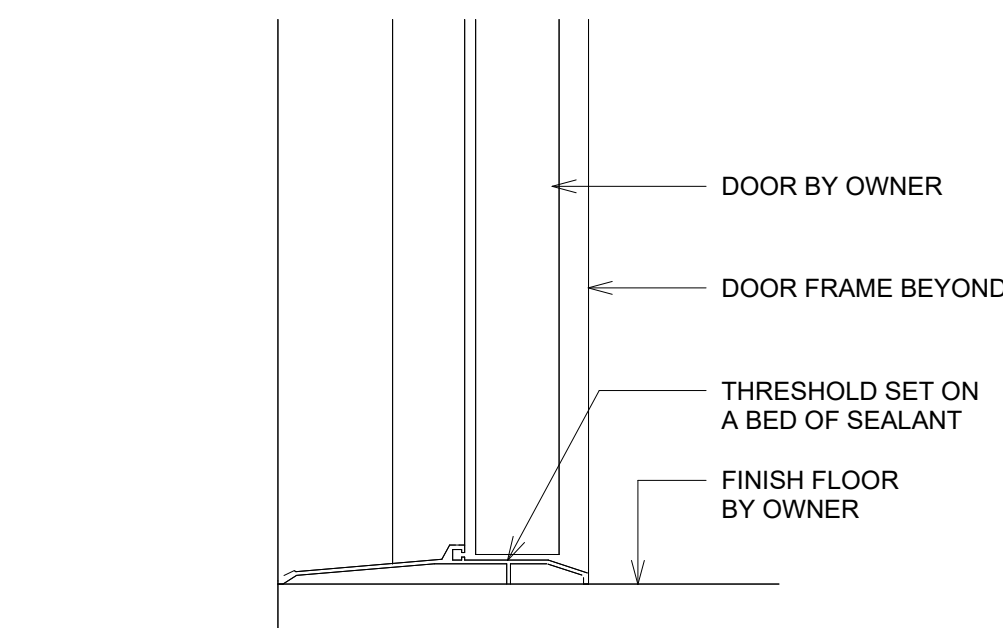 DOOR BY OWNER
DOOR FRAME BEYOND
THRESHOLD SET ON
A BED OF SEALANT
FINISH FLOOR
BY OWNER